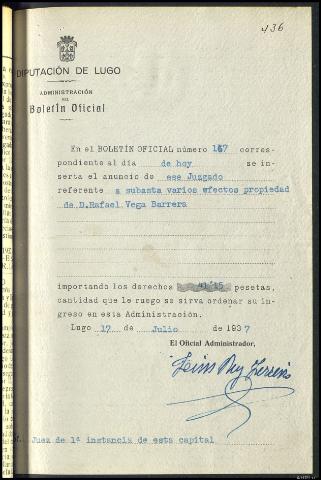 436
DIPUTACIÓN DE LUGO
ADMINISTRACIÓN
DEL
Boletín Oficial
En el BOLETÍN OFICIAL número 167 corres-
pondiente al día de hoy se in-
serta el anuncio de ese Juzgado
referente a subasta varios efectos propiedad
de D.Rafael Vega Barrera
importando los derechos 41'15 pesetas,
cantidad que le ruego se sirva ordenar su in-
greso en esta Administración.
Lugo 17 de Julio de 1937
El Oficial Administrador,
Juez de 1ª instancia de esta capital